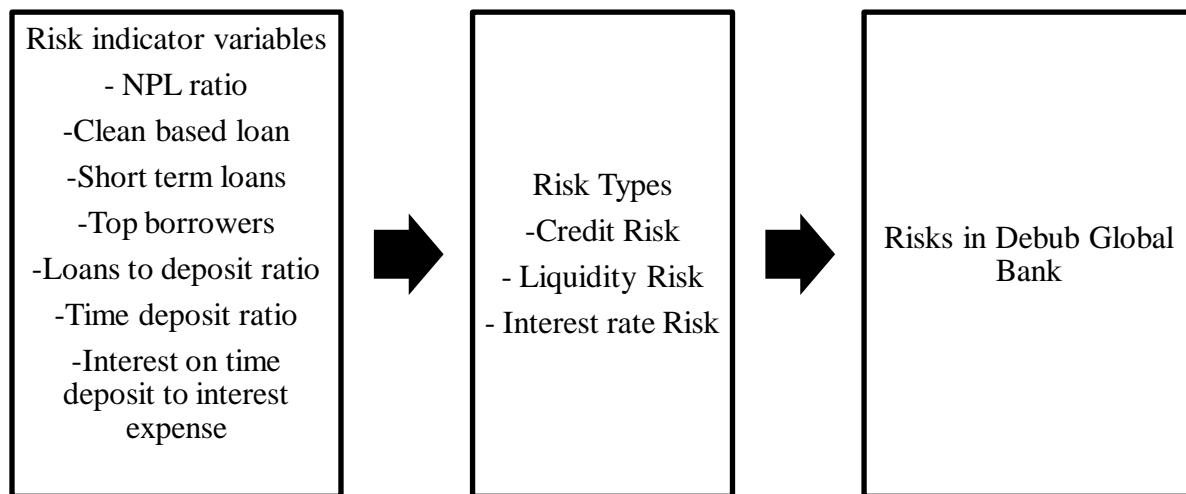 Risk indicator variables
- NPL ratio
-Clean based loan
-Short term loans
-Top borrowers
-Loans to deposit ratio
-Time deposit ratio
-Interest on time
deposit to interest
expense
Risk Types
-Credit Risk
- Liquidity Risk
- Interest rate Risk
Risks in Debub Global
Bank